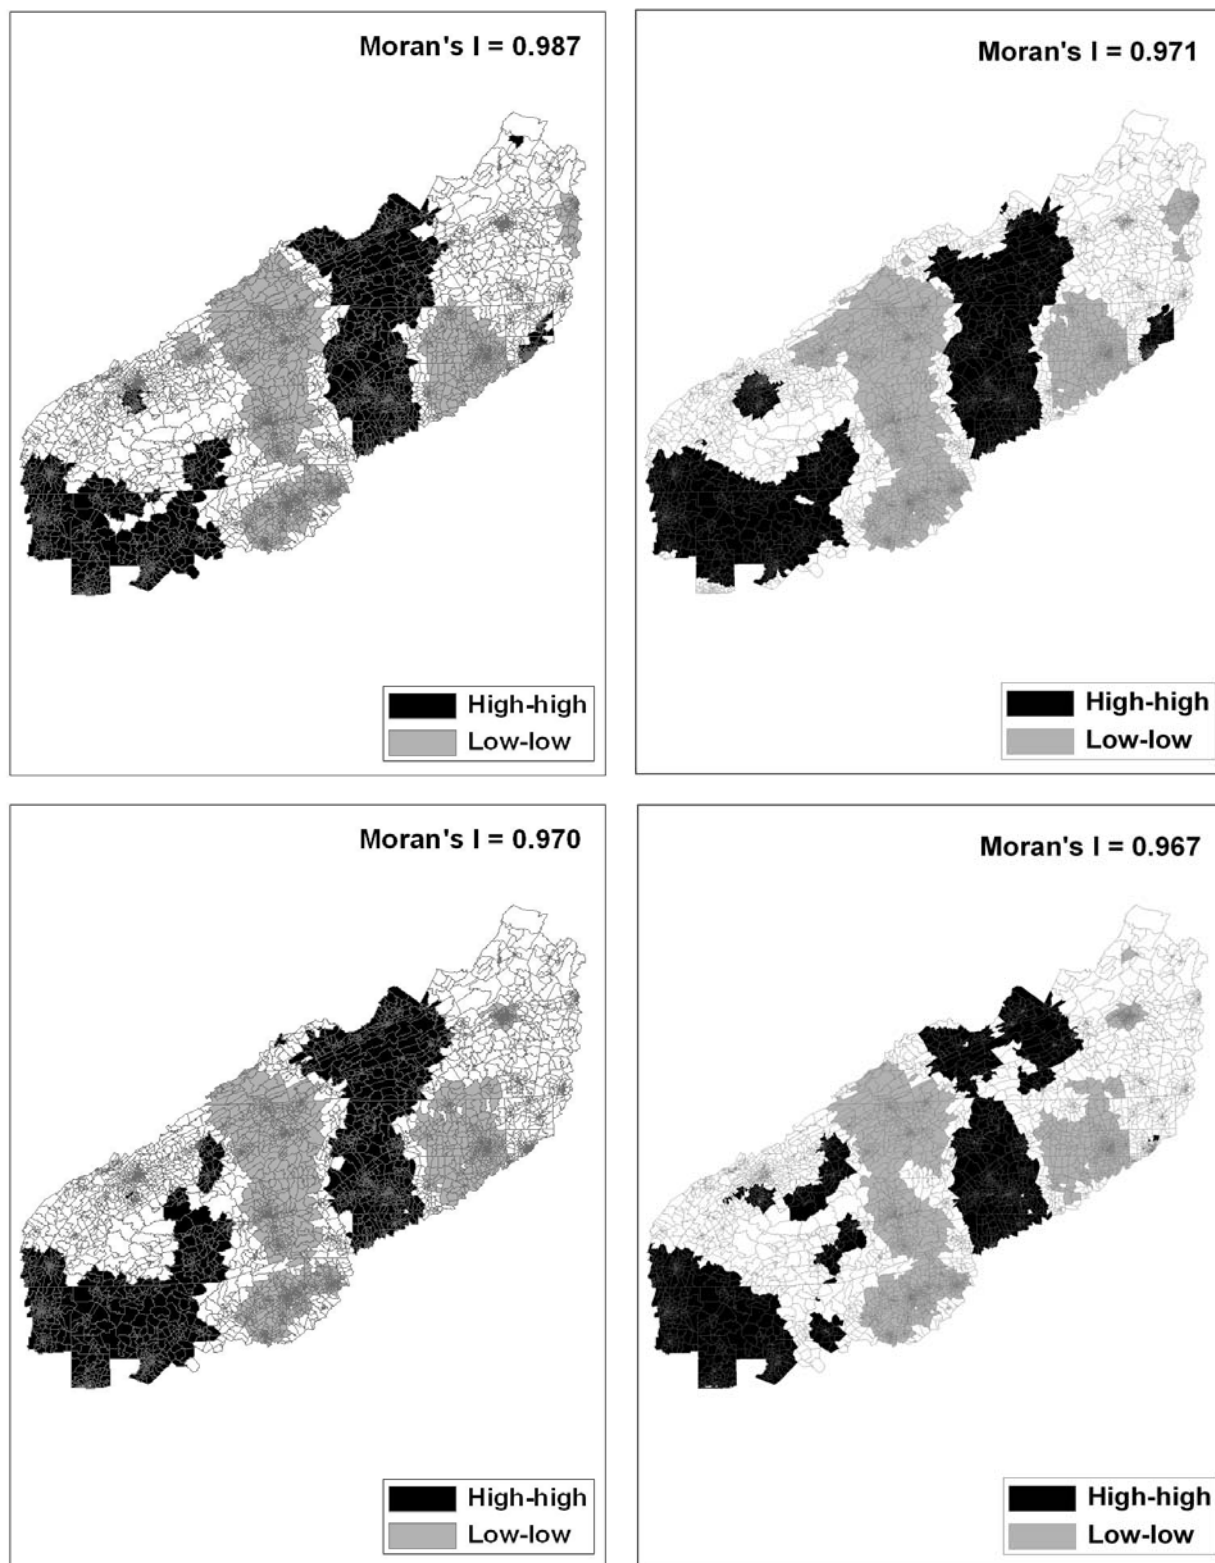 Moran's I = 0.987
High-high
Low-low
Moran's I = 0.971
High-high
Low-low
Moran's I = 0.970
High-high
Low-low
Moran's I = 0.967
High-high
Low-low